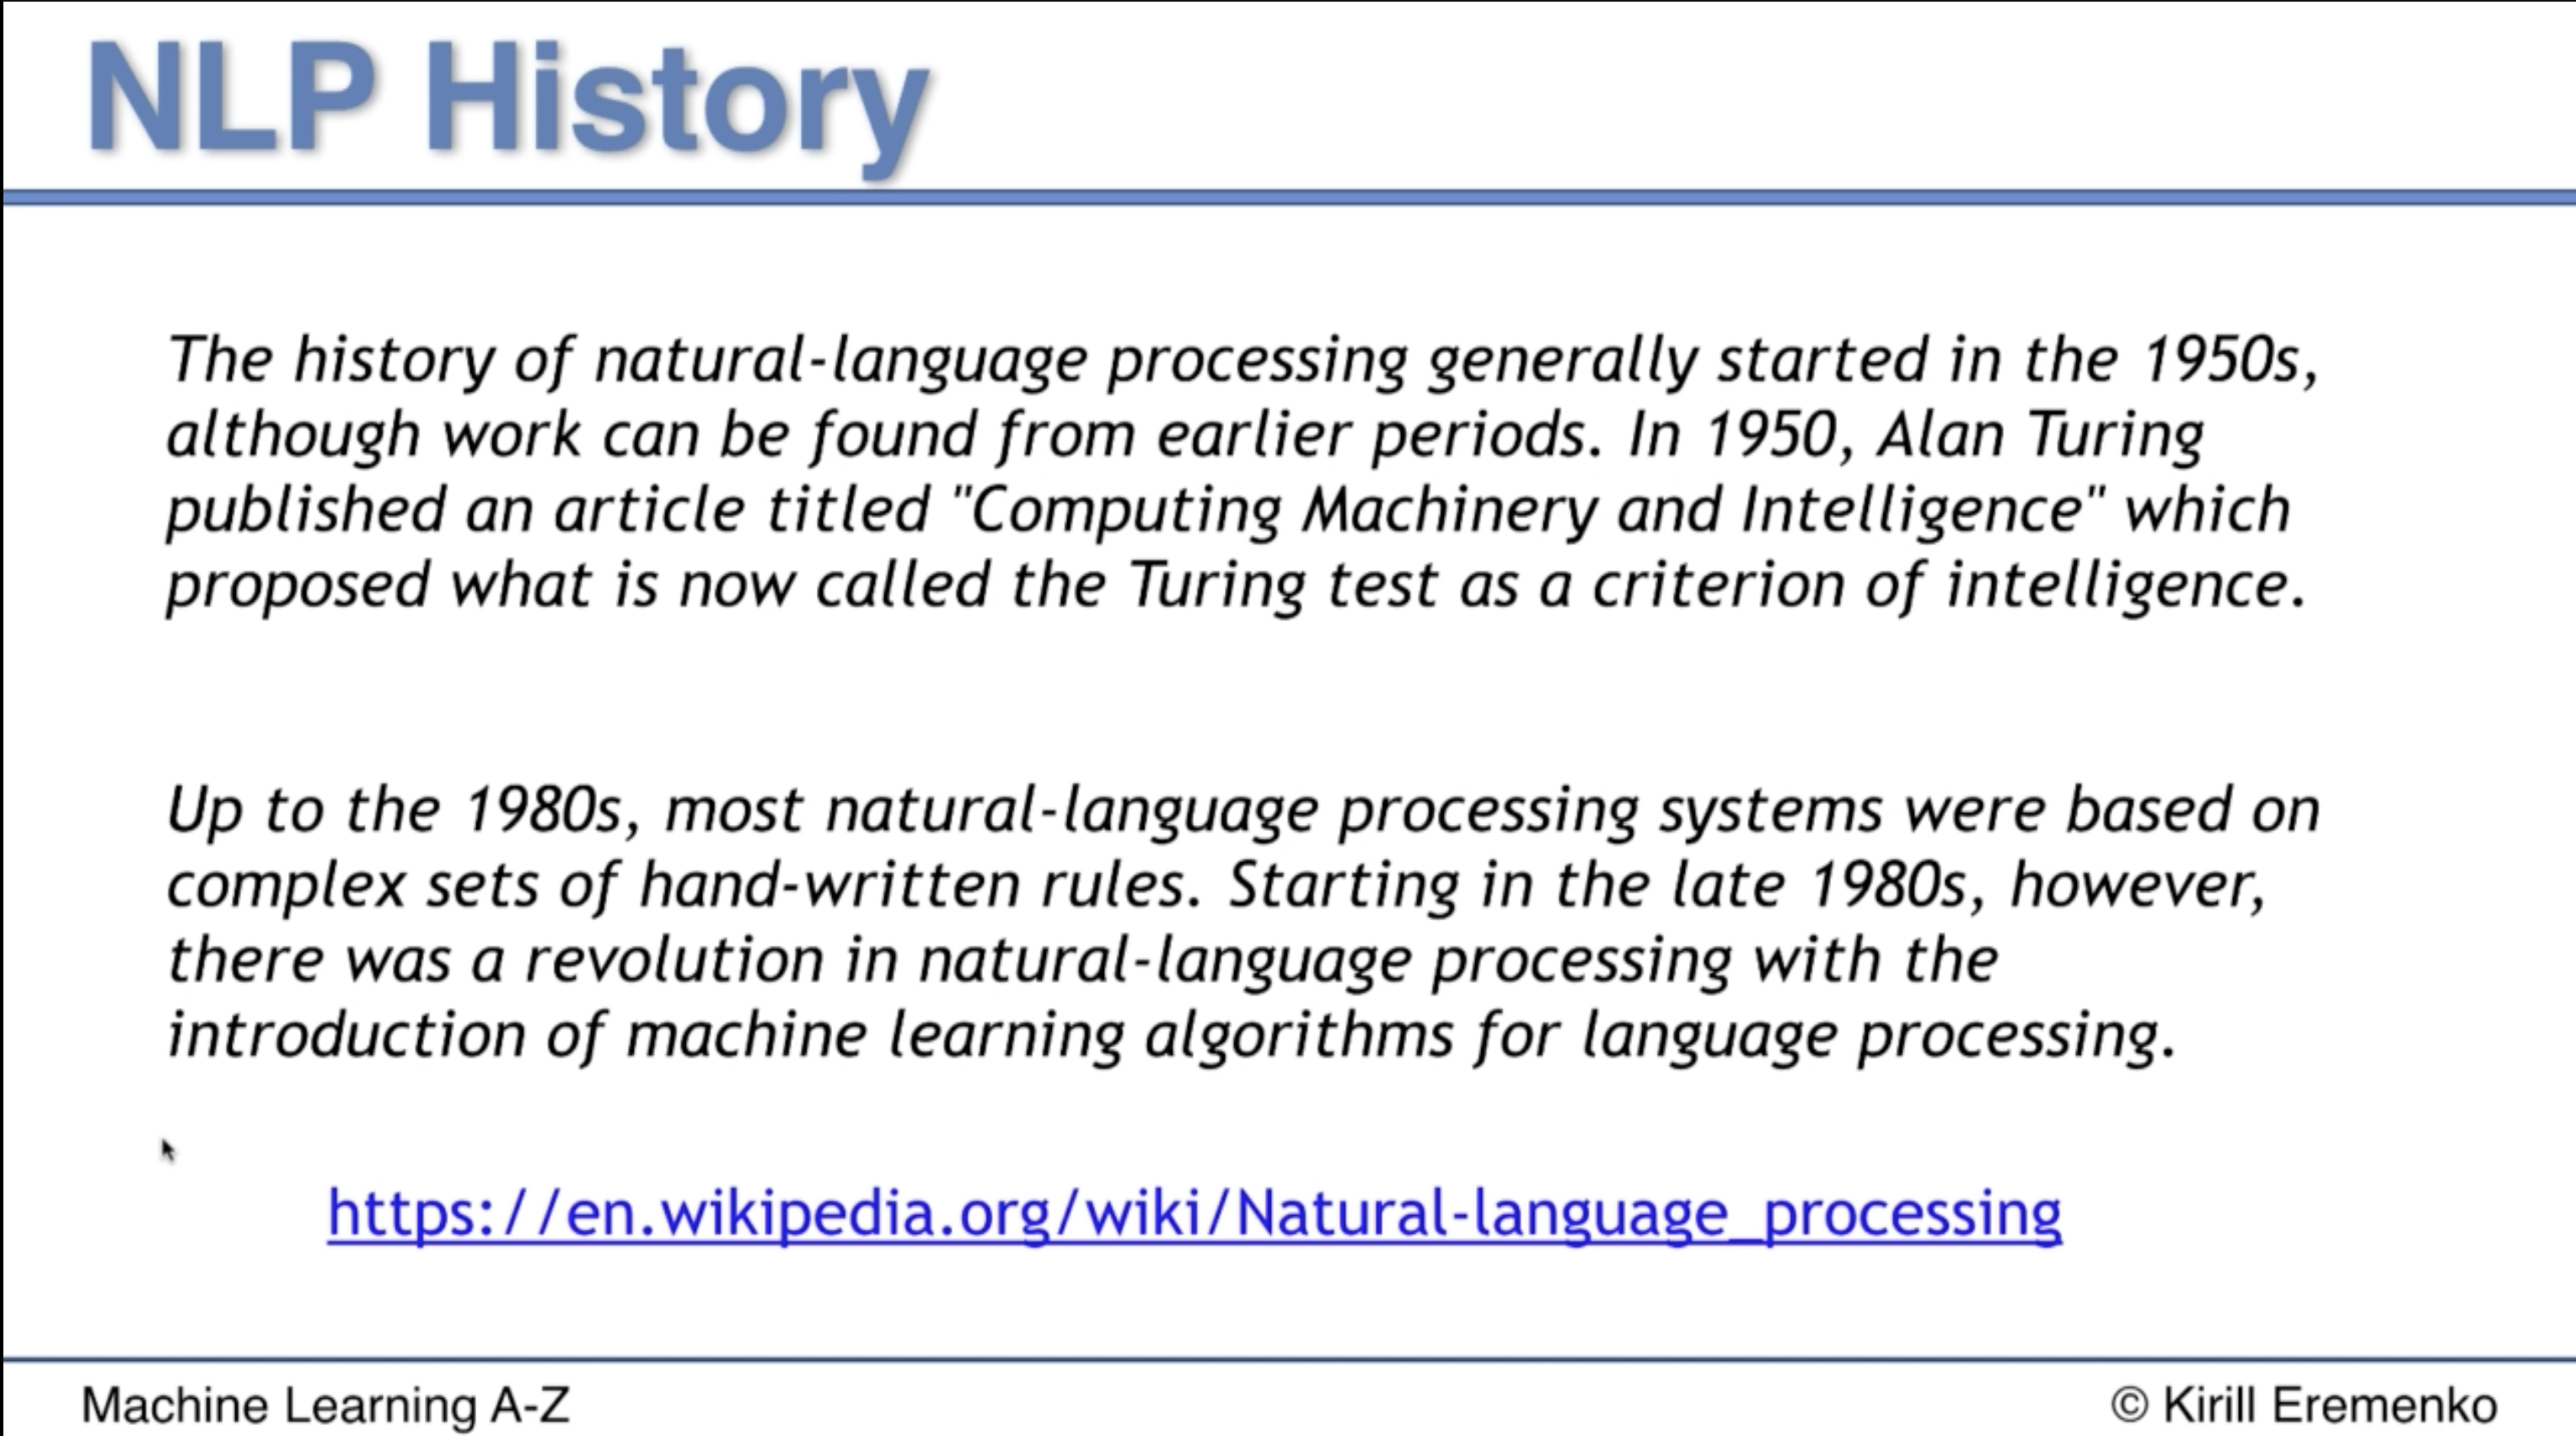 NLP History
The history of natural-language processing generally started in the 1950s,
although work can be found from earlier periods. In 1950, Alan Turing
published an article titled "Computing Machinery and Intelligence" which
proposed what is now called the Turing test as a criterion of intelligence.
Up to the 1980s, most natural-language processing systems were based on
complex sets of hand-written rules. Starting in the late 1980s, however,
there was a revolution in natural-language processing with the
introduction of machine learning algorithms for language processing.
https://en.wikipedia.org/wiki/Natural-language_processing
Machine Learning A-Z
© Kirill Eremenko